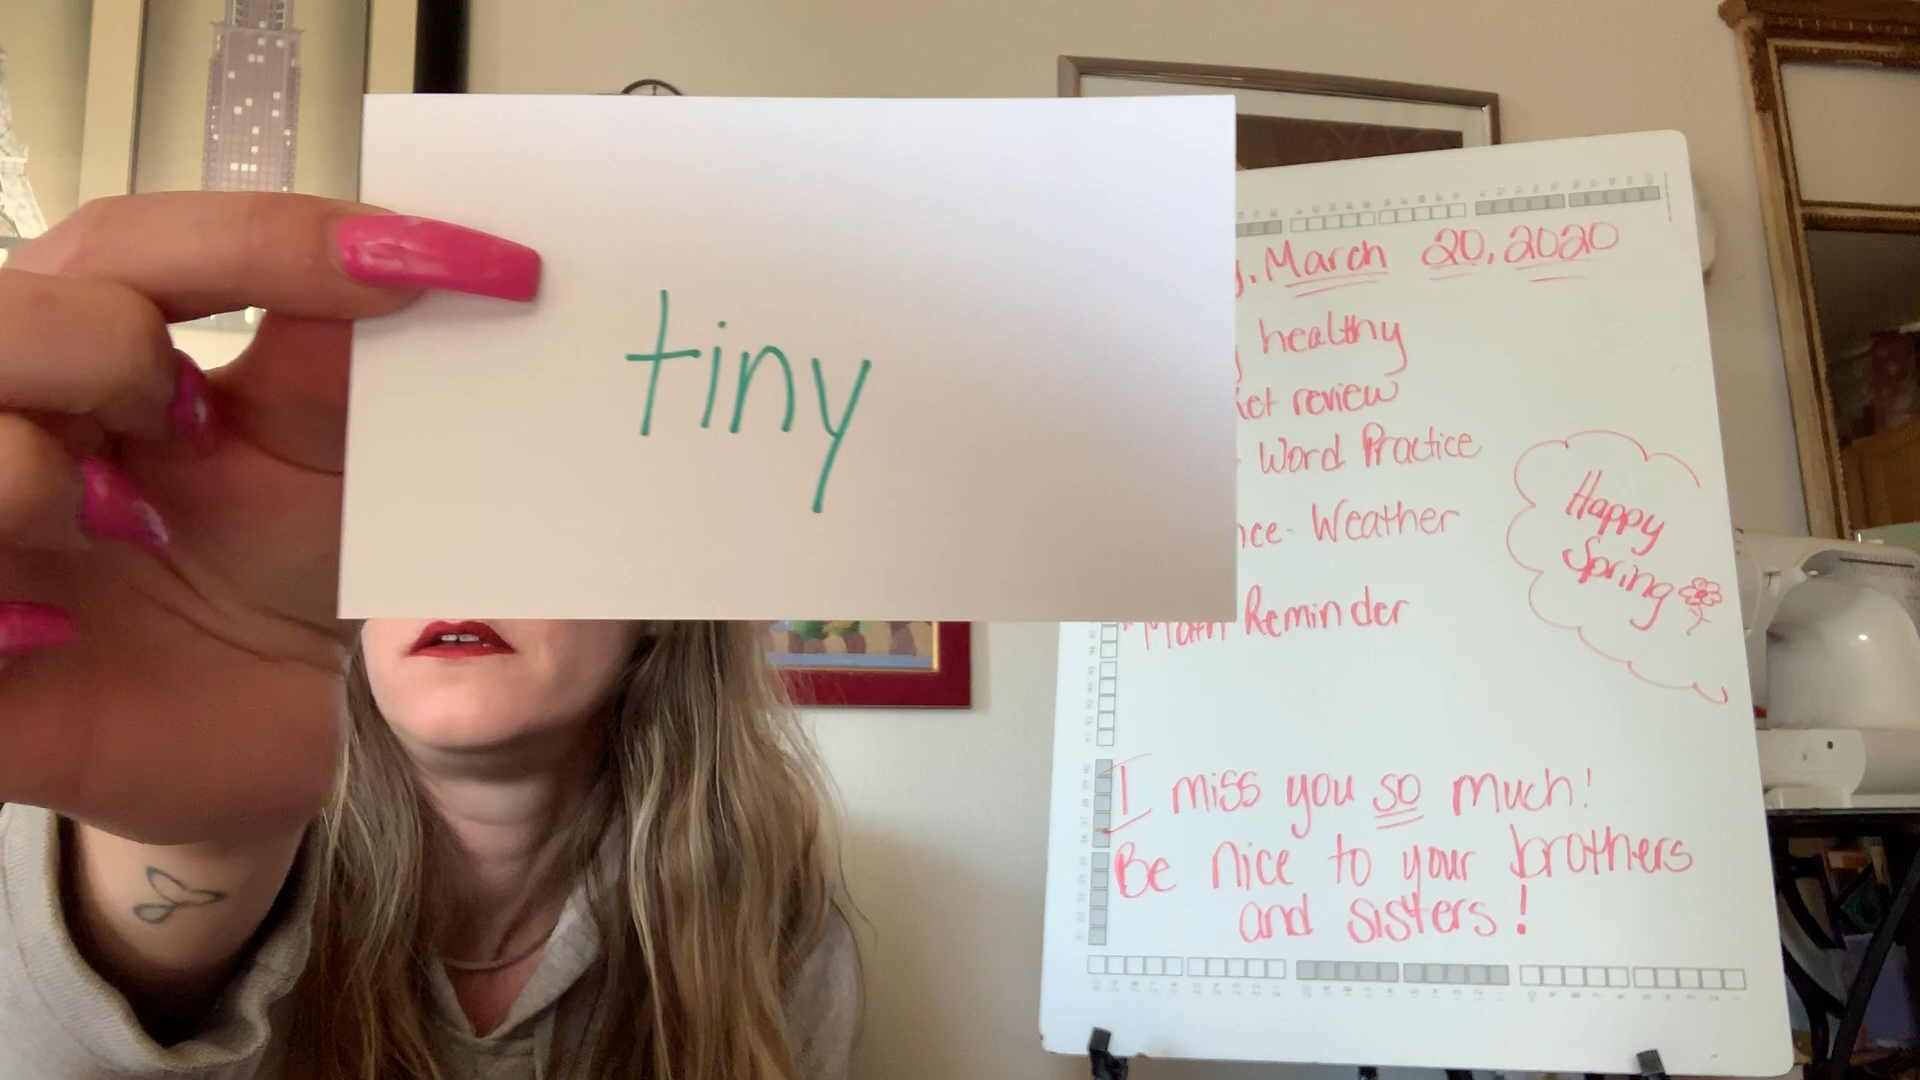 tiny
March 20, 2020
healthy
review
Word Practice
Weather
Math Reminder
Happy
Spring
I miss you so much!
Be nice to your brothers
and sisters!